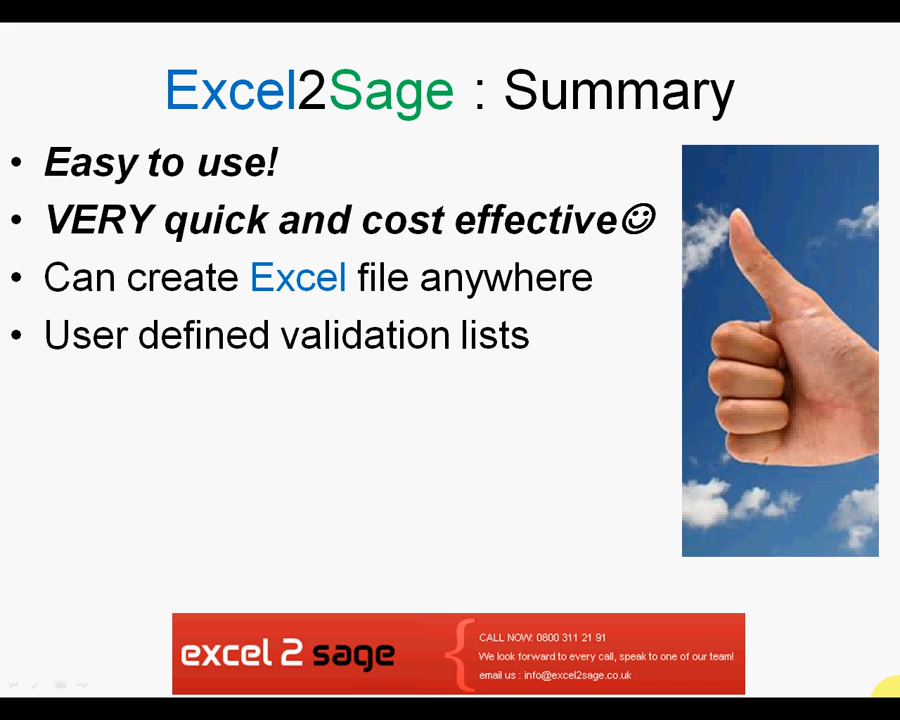 Excel2Sage : Summary
• Easy to use!
• VERY quick and cost effective☺
• Can create Excel file anywhere
• User defined validation lists
excel 2 sage
CALL NOW: 0800 311 21 91
We look forward to every call, speak to one of our team!
email us : info@excel2sage.co.uk